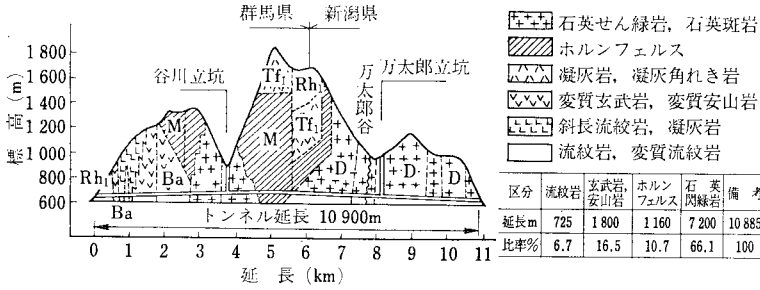 群馬県 新潟県
谷川立坑
万太郎谷
万太郎立坑
標高(m)
1 800
1 600
1 400
1 200
1 000
800
600
Tf₁ Rh₁
M M Tf₁
Rh₁ Ba D D D
Ba
トンネル延長 10 900m
0 1 2 3 4 5 6 7 8 9 10 11
延長(km)
石英せん緑岩,石英斑岩
ホルンフェルス
凝灰岩,凝灰角れき岩
変質玄武岩,変質安山岩
斜長流紋岩,凝灰岩
流紋岩,変質流紋岩
区分 流紋岩 玄武岩,安山岩 ホルンフェルス 石英閃緑岩 備考
延長m 725 1 800 1 160 7 200 10 885
比率% 6.7 16.5 10.7 66.1 100